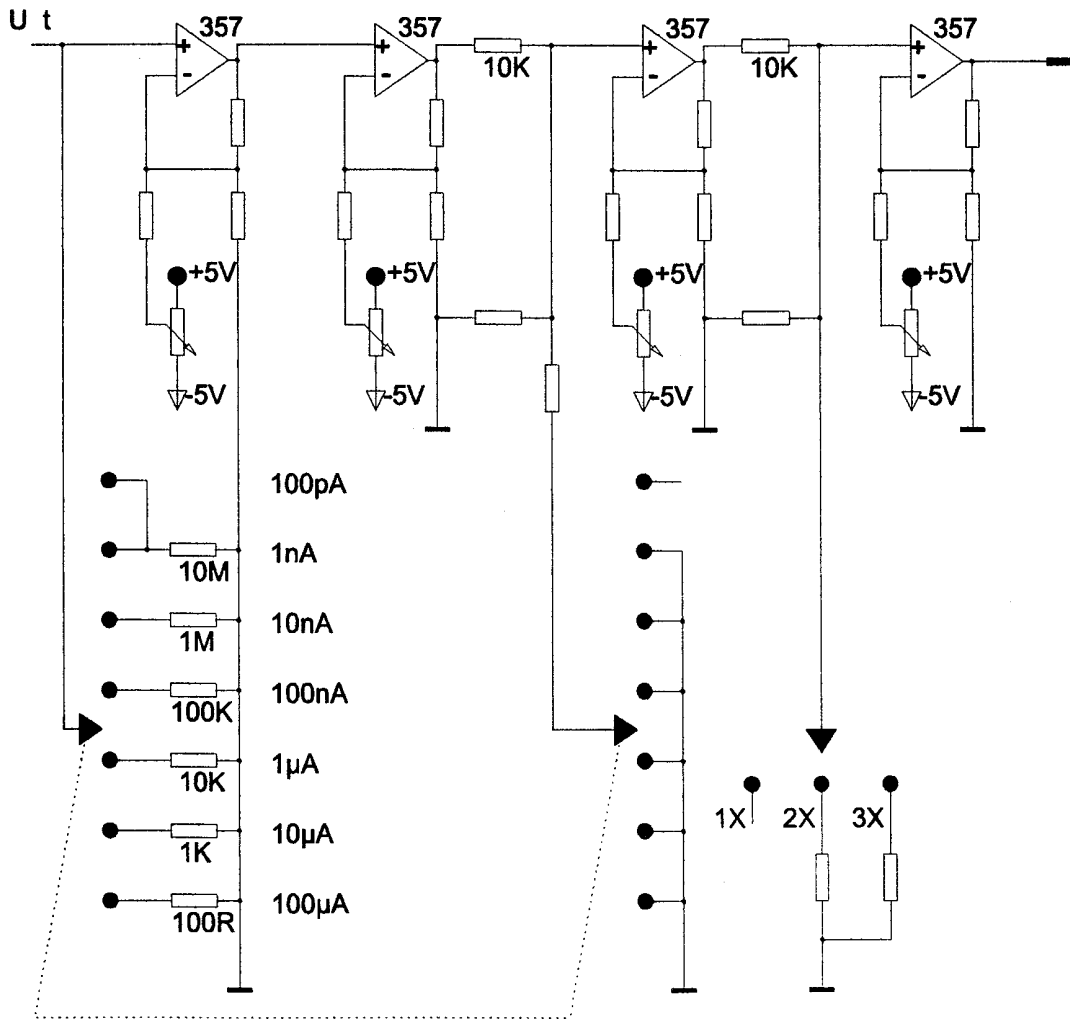 U t
357
357
357
357
+
-
+
-
+
-
+
-
10K
10K
+5V
+5V
+5V
+5V
-5V
-5V
-5V
-5V
100pA
10M
1nA
1M
10nA
100K
100nA
10K
1µA
1K
10µA
100R
100µA
1X
2X
3X